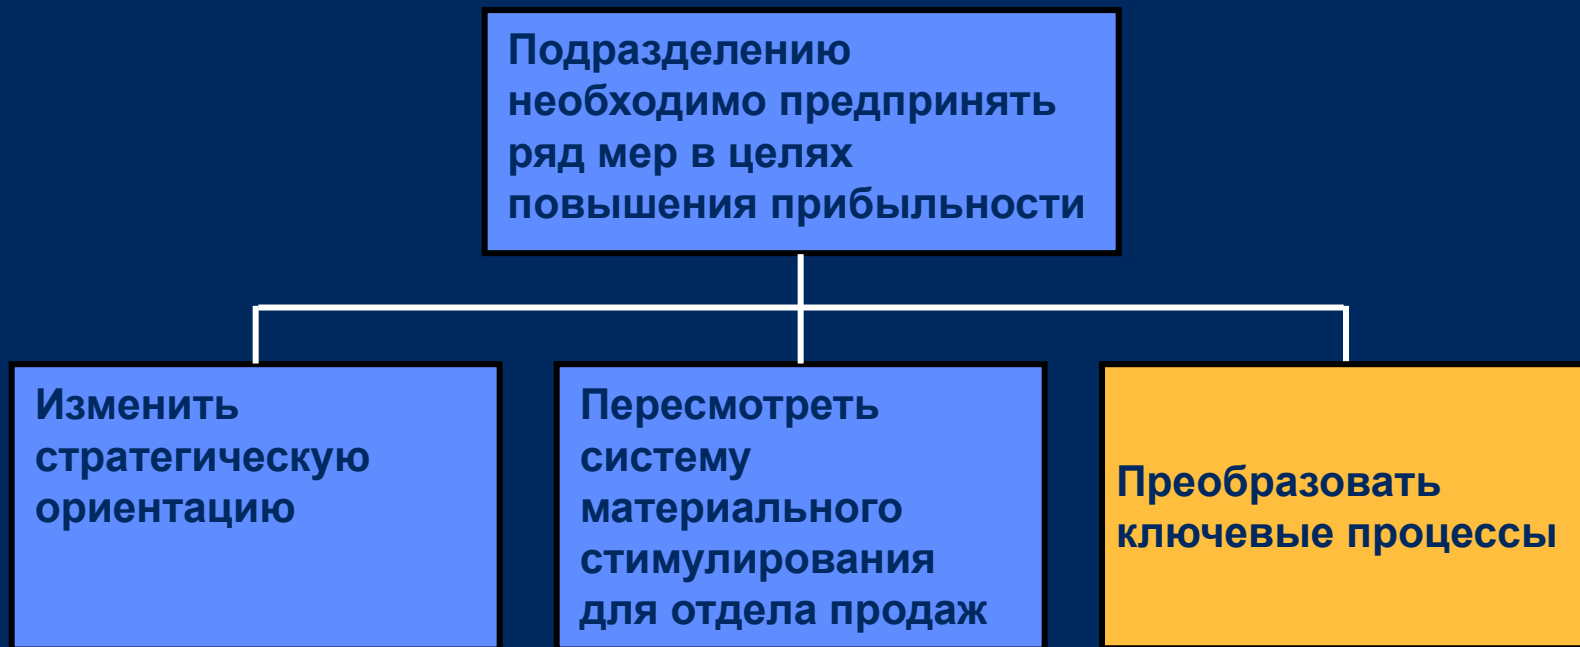 Подразделению
необходимо предпринять
ряд мер в целях
повышения прибыльности
Изменить
стратегическую
ориентацию
Пересмотреть
систему
материального
стимулирования
для отдела продаж
Преобразовать
ключевые процессы